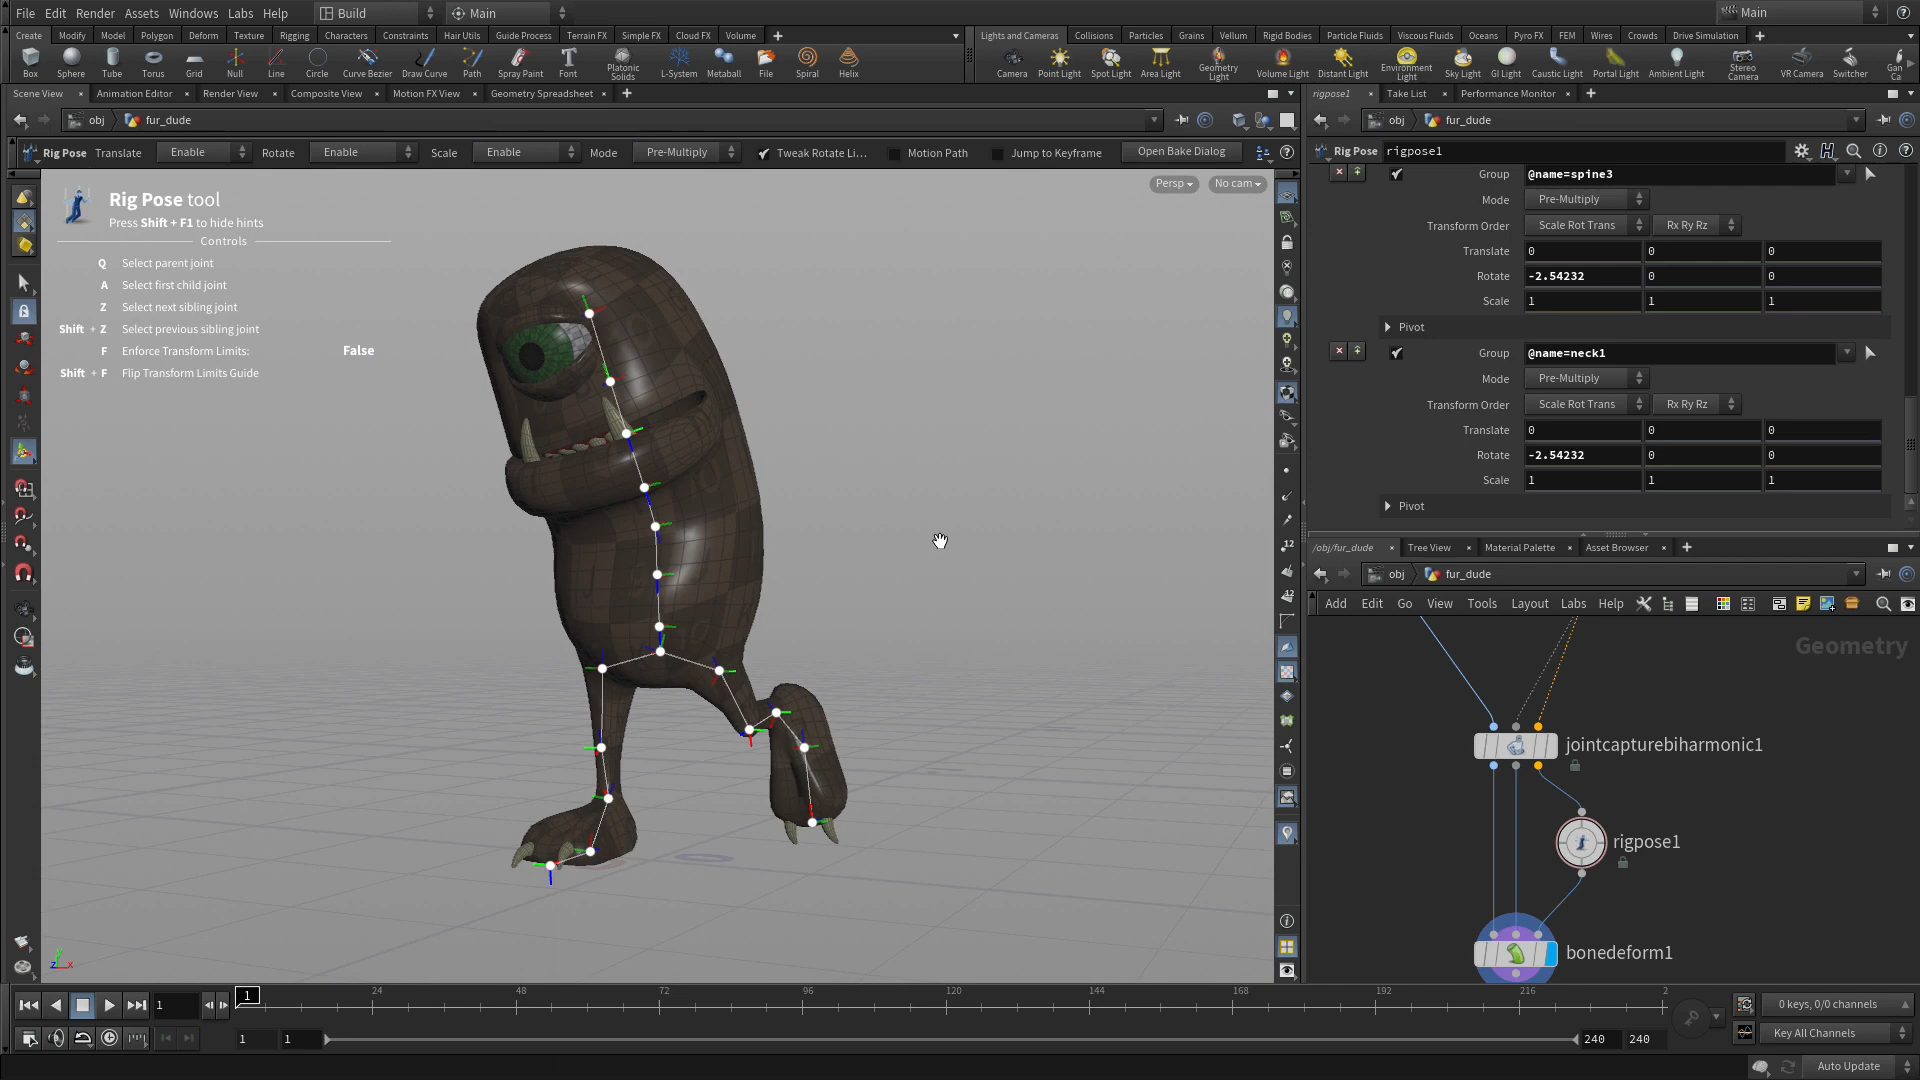 File Edit Render Assets Windows Labs Help Build Main Main
Create Modify Model Polygon Deform Texture Rigging Characters Constraints Hair Utils Guide Process Terrain FX Simple FX Cloud FX Volume
Lights and Cameras Collisions Particles Grains Vellum Rigid Bodies Particle Fluids Viscous Fluids Oceans Pyro FX FEM Wires Crowds Drive Simulation
Box Sphere Tube Torus Grid Null Line Circle Curve Bezier Draw Curve Path Spray Paint Font Platonic Solids L-System Metaball File Spiral Helix
Camera Point Light Spot Light Area Light Geometry Light Volume Light Distant Light Environment Light Sky Light GI Light Caustic Light Portal Light Ambient Light Stereo Camera VR Camera Switcher Gan Ca
Scene View Animation Editor Render View Composite View Motion FX View Geometry Spreadsheet
rigpose1 Take List Performance Monitor
obj fur_dude
obj fur_dude
Rig Pose Translate Enable Rotate Enable Scale Enable Mode Pre-Multiply Tweak Rotate Li... Motion Path Jump to Keyframe Open Bake Dialog
Rig Pose rigpose1
Persp No cam
Rig Pose tool
Press Shift + F1 to hide hints
Controls
Q Select parent joint
A Select first child joint
Z Select next sibling joint
Shift + Z Select previous sibling joint
F Enforce Transform Limits: False
Shift + F Flip Transform Limits Guide
Group @name=spine3
Mode Pre-Multiply
Transform Order Scale Rot Trans Rx Ry Rz
Translate 0 0 0
Rotate -2.54232 0 0
Scale 1 1 1
Pivot
Group @name=neck1
Mode Pre-Multiply
Transform Order Scale Rot Trans Rx Ry Rz
Translate 0 0 0
Rotate -2.54232 0 0
Scale 1 1 1
Pivot
/obj/fur_dude Tree View Material Palette Asset Browser
obj fur_dude
Add Edit Go View Tools Layout Labs Help
Geometry
jointcapturebiharmonic1
rigpose1
bonedeform1
12
12
z y x
1 1 24 48 72 96 120 144 168 192 216 2
0 keys, 0/0 channels
1 1 240 240
Key All Channels
Auto Update